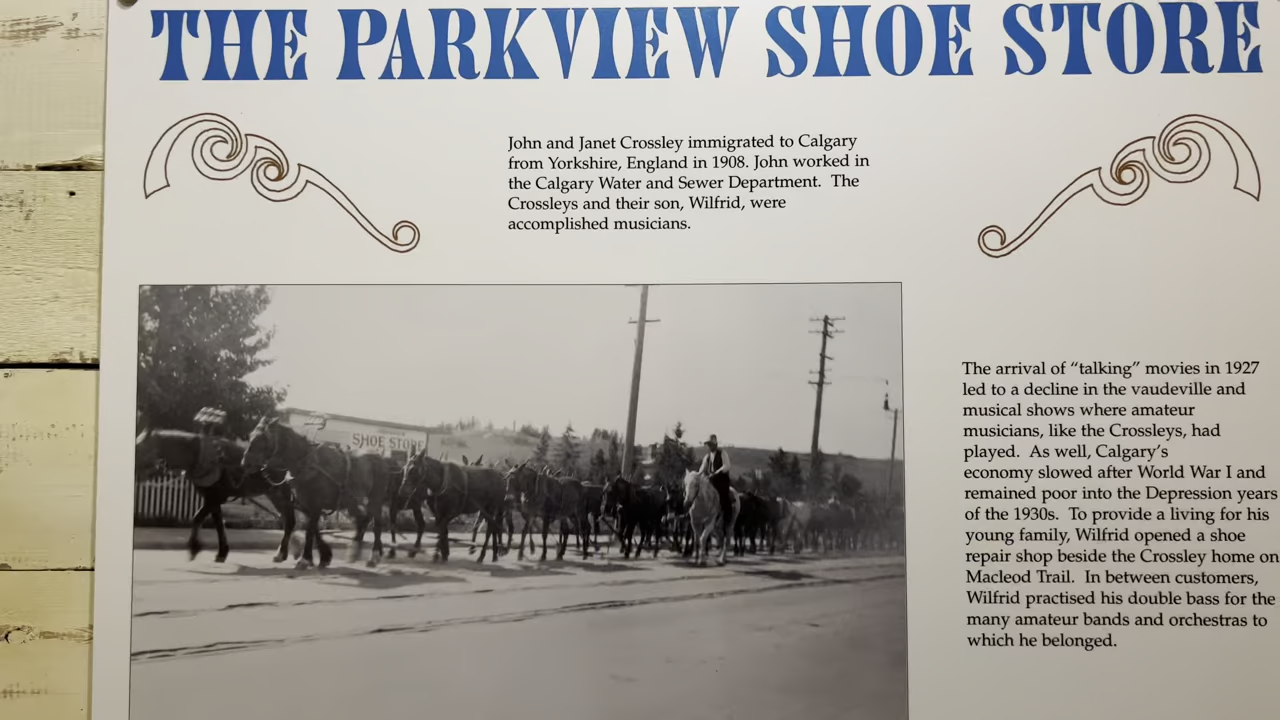 THE PARKVIEW SHOE STORE
John and Janet Crossley immigrated to Calgary
from Yorkshire, England in 1908. John worked in
the Calgary Water and Sewer Department.  The
Crossleys and their son, Wilfrid, were
accomplished musicians.
SHOE STORE
The arrival of “talking” movies in 1927
led to a decline in the vaudeville and
musical shows where amateur
musicians, like the Crossleys, had
played.  As well, Calgary’s
economy slowed after World War I and
remained poor into the Depression years
of the 1930s.  To provide a living for his
young family, Wilfrid opened a shoe
repair shop beside the Crossley home on
Macleod Trail.  In between customers,
Wilfrid practised his double bass for the
many amateur bands and orchestras to
which he belonged.